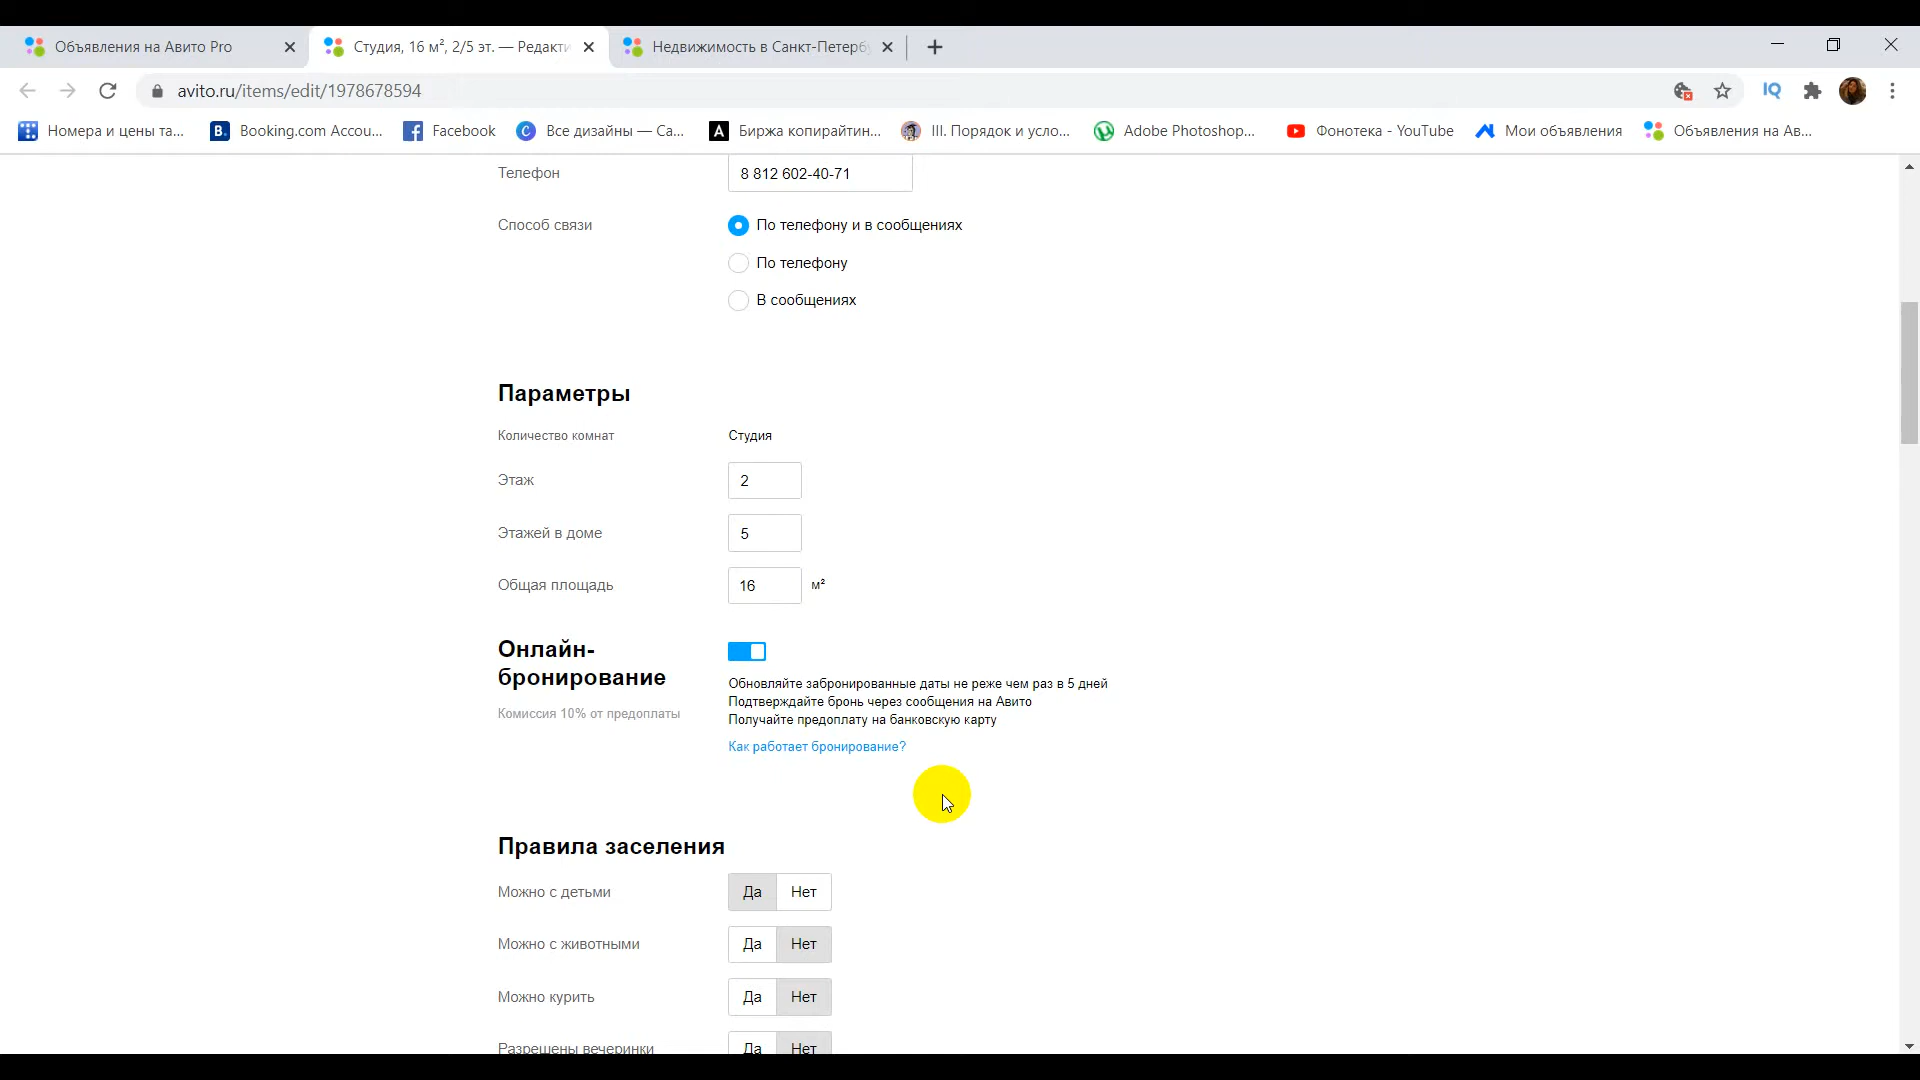 Объявления на Авито Pro
Студия, 16 м², 2/5 эт. — Редакти
Недвижимость в Санкт-Петерб
avito.ru/items/edit/1978678594
IQ
Номера и цены та...
B. Booking.com Accou...
Facebook
C Все дизайны — Ca...
A Биржа копирайтин...
III. Порядок и усло...
Adobe Photoshop...
Фонотека - YouTube
Мои объявления
Объявления на Ав...
Телефон
8 812 602-40-71
Способ связи
По телефону и в сообщениях
По телефону
В сообщениях
Параметры
Количество комнат
Студия
Этаж
2
Этажей в доме
5
Общая площадь
16 м²
Онлайн-
бронирование
Комиссия 10% от предоплаты
Обновляйте забронированные даты не реже чем раз в 5 дней
Подтверждайте бронь через сообщения на Авито
Получайте предоплату на банковскую карту
Как работает бронирование?
Правила заселения
Можно с детьми
Да Нет
Можно с животными
Да Нет
Можно курить
Да Нет
Разрешены вечеринки
Да Нет